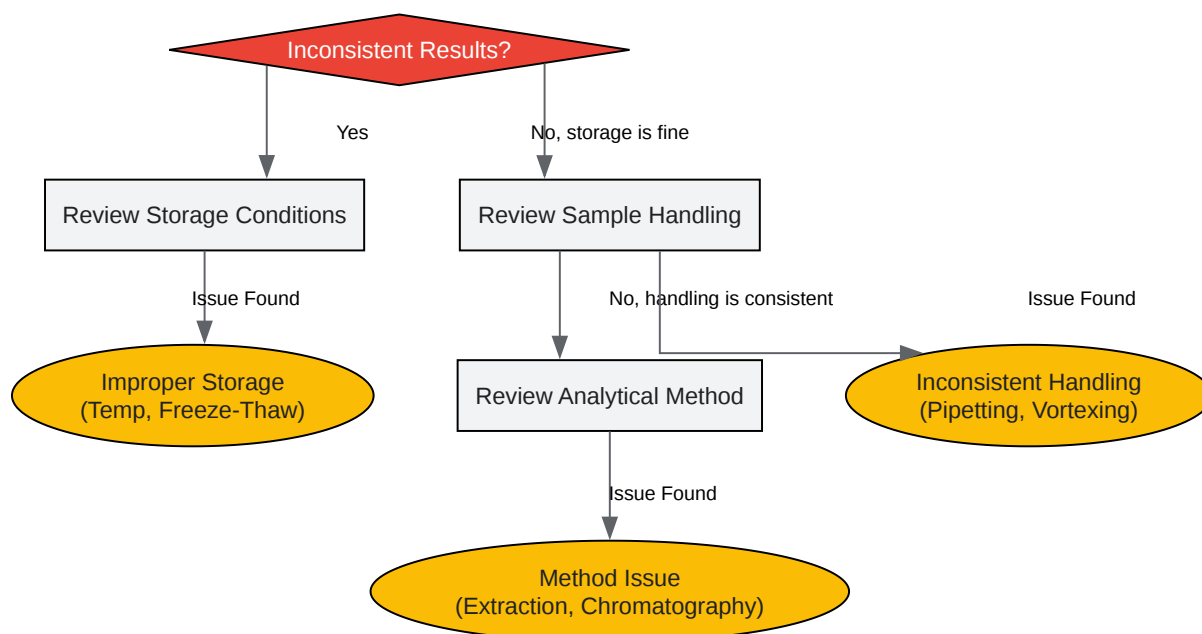 Inconsistent Results?
Yes
No, storage is fine
Review Storage Conditions
Review Sample Handling
Issue Found
No, handling is consistent
Issue Found
Improper Storage
(Temp, Freeze-Thaw)
Review Analytical Method
Inconsistent Handling
(Pipetting, Vortexing)
Issue Found
Method Issue
(Extraction, Chromatography)